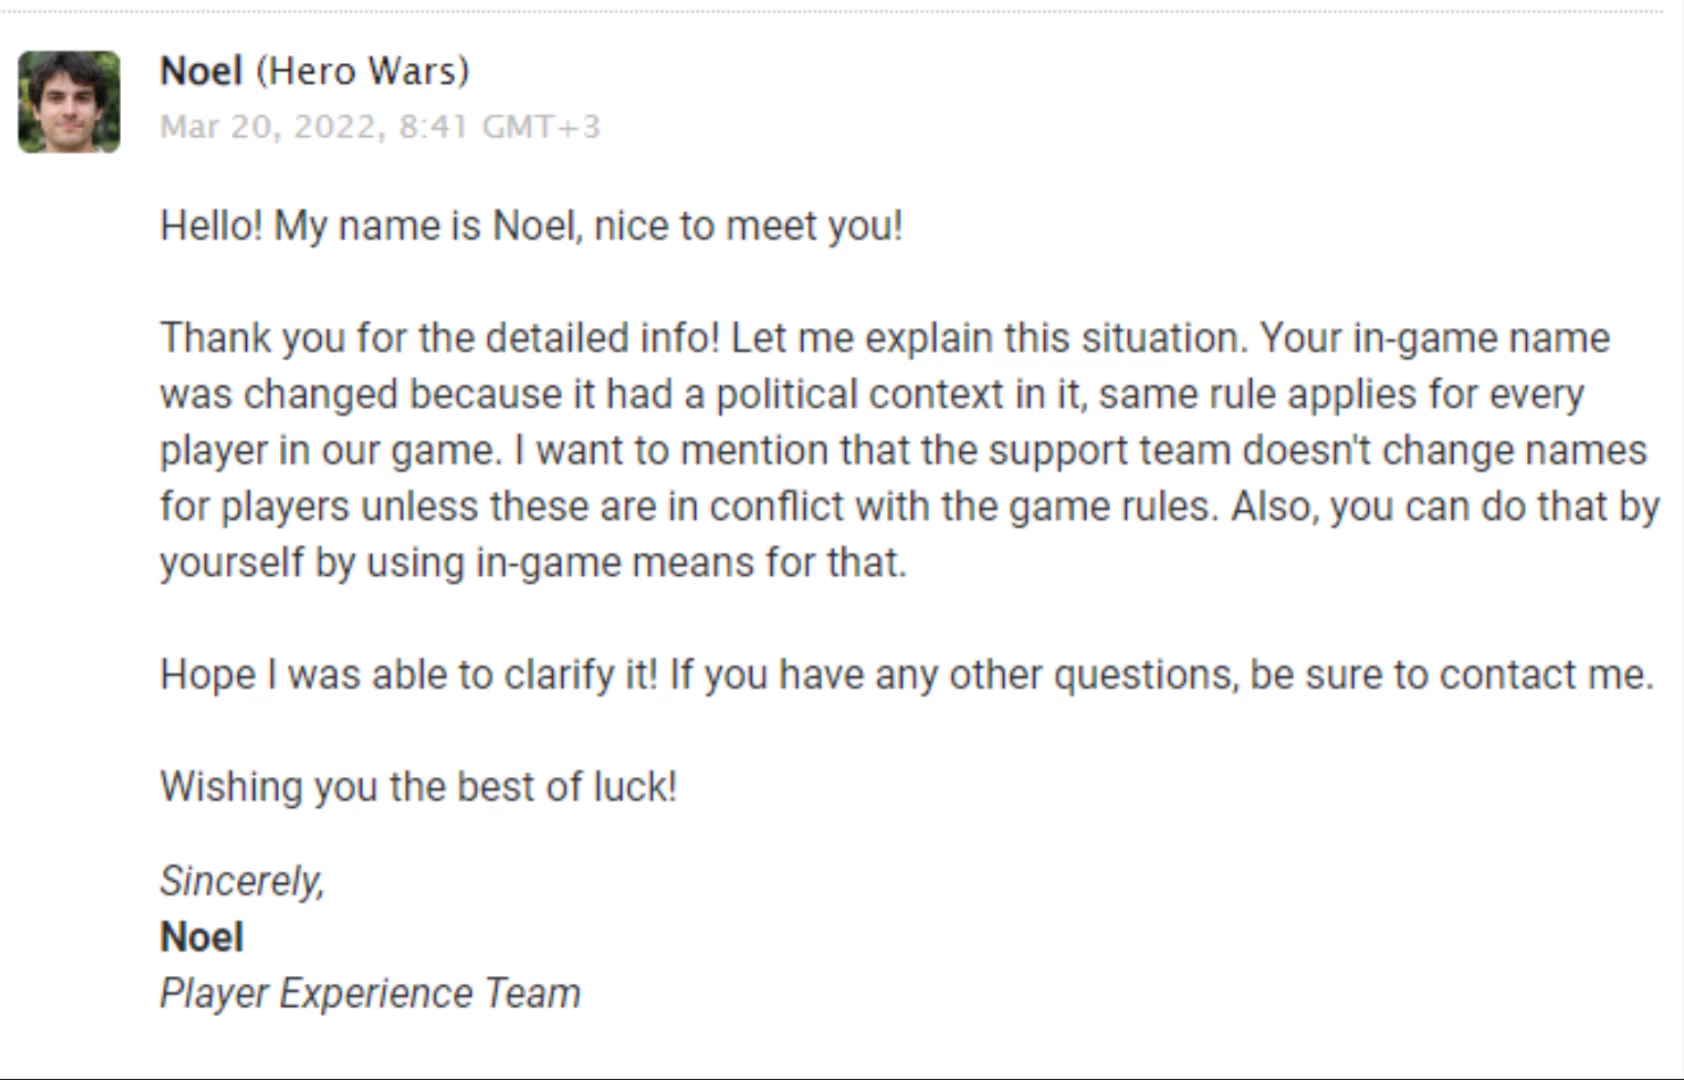 Noel (Hero Wars)
Mar 20, 2022, 8:41 GMT+3
Hello! My name is Noel, nice to meet you!
Thank you for the detailed info! Let me explain this situation. Your in-game name
was changed because it had a political context in it, same rule applies for every
player in our game. I want to mention that the support team doesn't change names
for players unless these are in conflict with the game rules. Also, you can do that by
yourself by using in-game means for that.
Hope I was able to clarify it! If you have any other questions, be sure to contact me.
Wishing you the best of luck!
Sincerely,
Noel
Player Experience Team